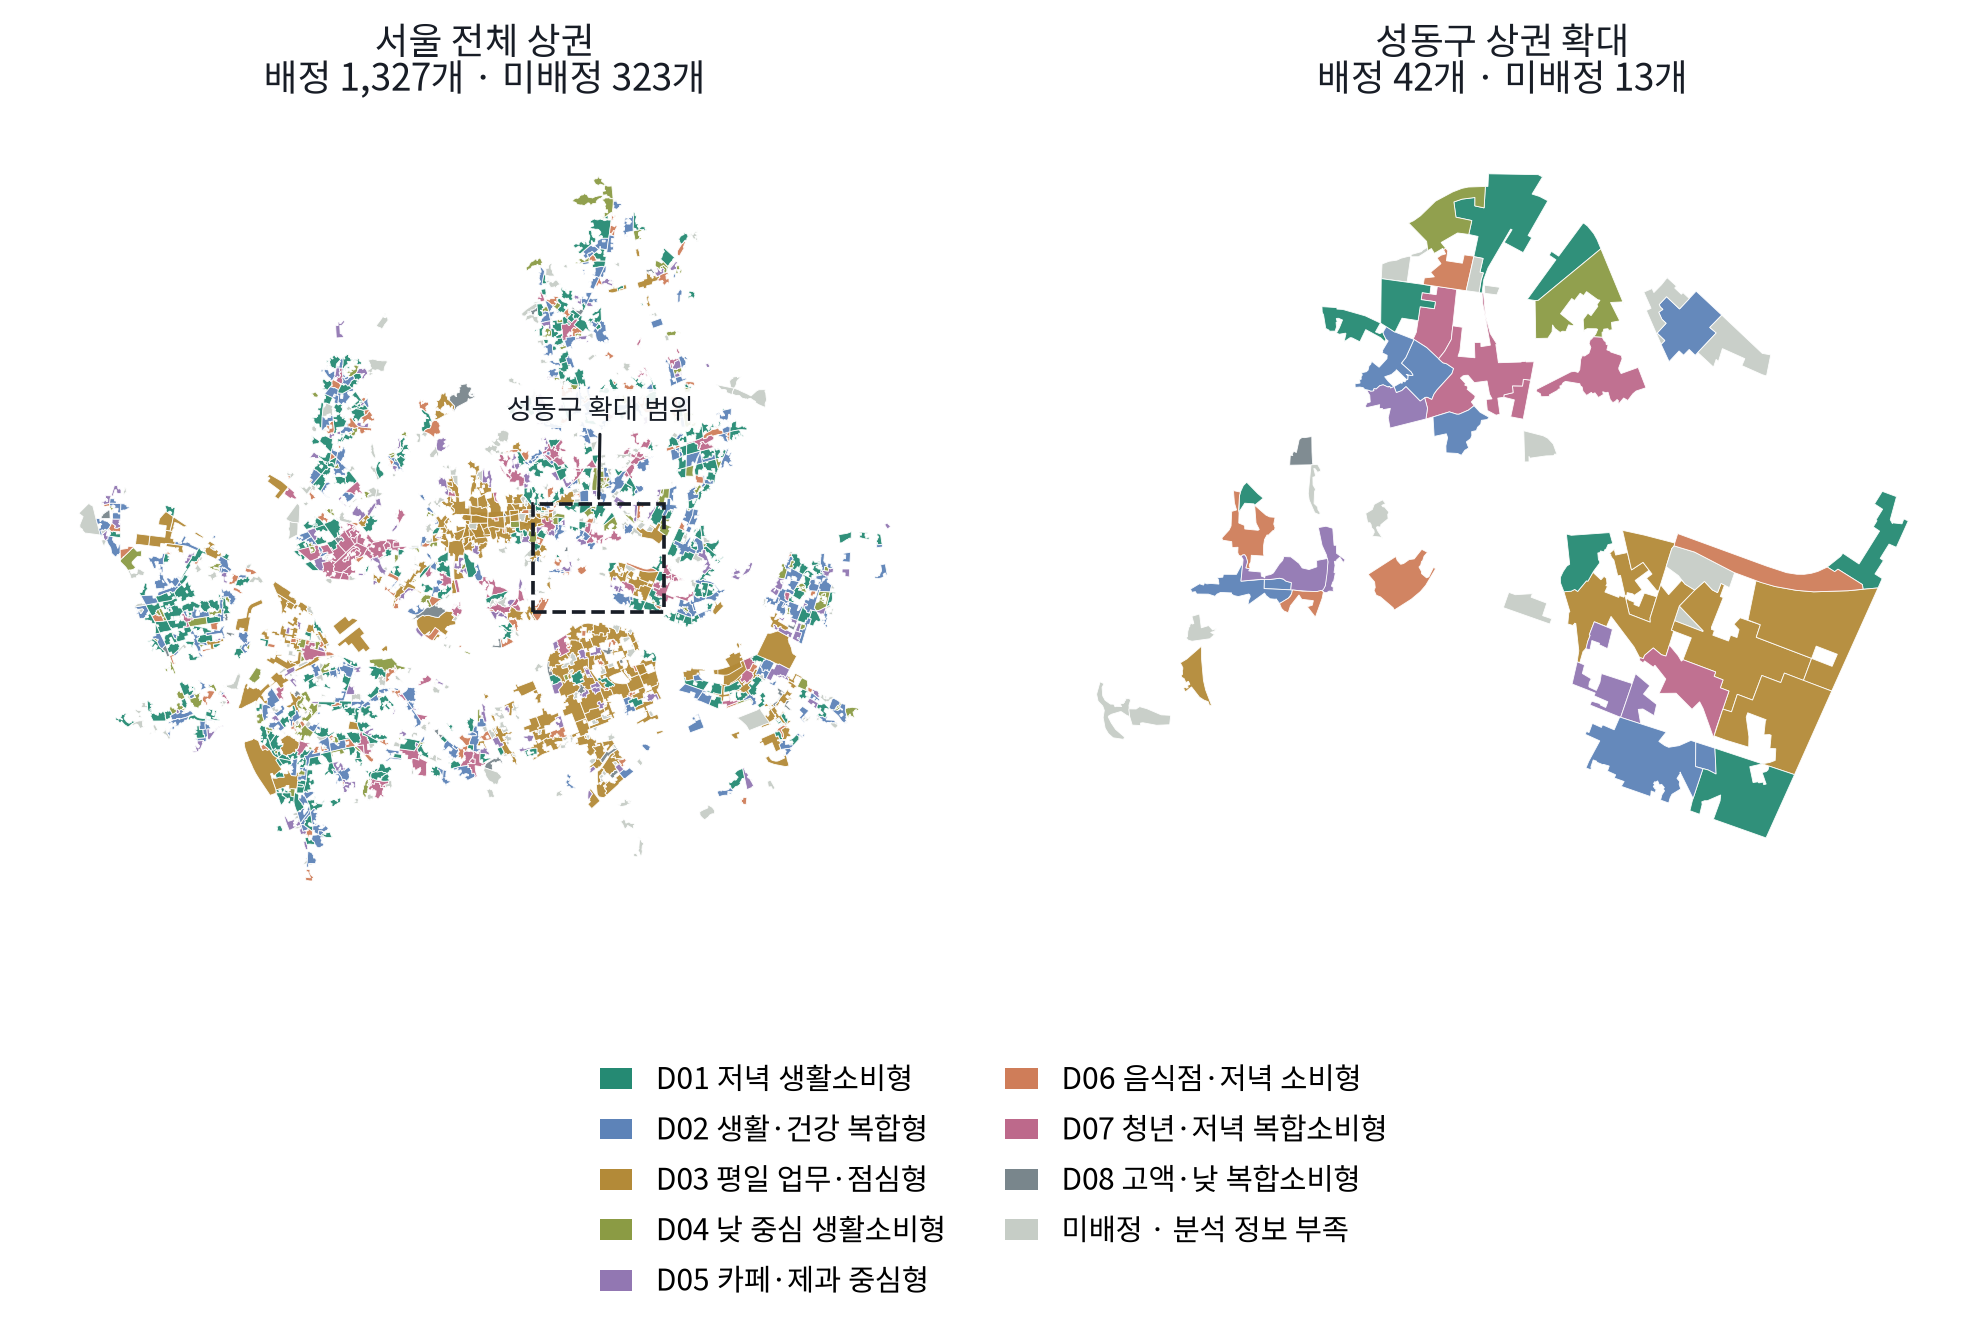 서울 전체 상권
배정 1,327개 · 미배정 323개
성동구 상권 확대
배정 42개 · 미배정 13개
성동구 확대 범위
D01 저녁 생활소비형
D02 생활·건강 복합형
D03 평일 업무·점심형
D04 낮 중심 생활소비형
D05 카페·제과 중심형
D06 음식점·저녁 소비형
D07 청년·저녁 복합소비형
D08 고액·낮 복합소비형
미배정 · 분석 정보 부족